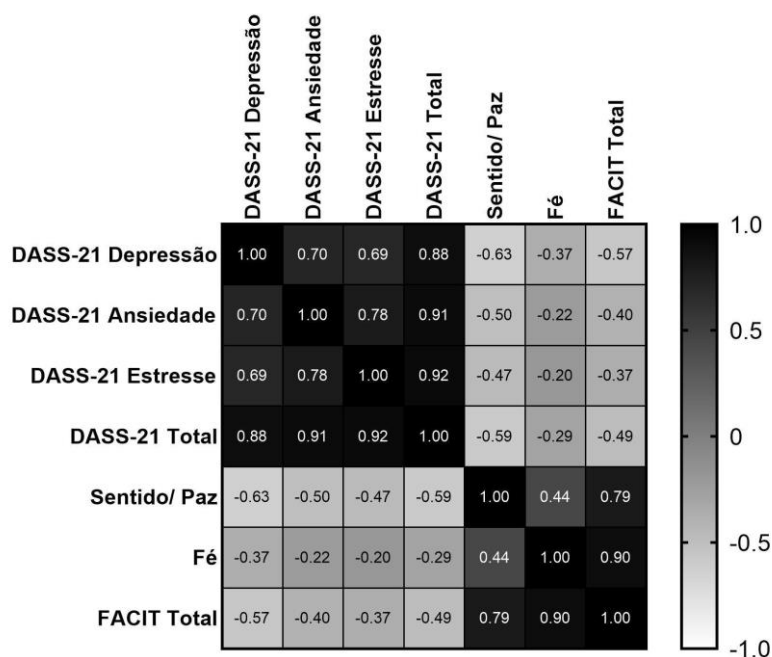 DASS-21 Depressão
DASS-21 Ansiedade
DASS-21 Estresse
DASS-21 Total
Sentido/ Paz
Fé
FACIT Total
DASS-21 Depressão 1.00 0.70 0.69 0.88 -0.63 -0.37 -0.57
DASS-21 Ansiedade 0.70 1.00 0.78 0.91 -0.50 -0.22 -0.40
DASS-21 Estresse 0.69 0.78 1.00 0.92 -0.47 -0.20 -0.37
DASS-21 Total 0.88 0.91 0.92 1.00 -0.59 -0.29 -0.49
Sentido/ Paz -0.63 -0.50 -0.47 -0.59 1.00 0.44 0.79
Fé -0.37 -0.22 -0.20 -0.29 0.44 1.00 0.90
FACIT Total -0.57 -0.40 -0.37 -0.49 0.79 0.90 1.00
1.0
0.5
0
-0.5
-1.0